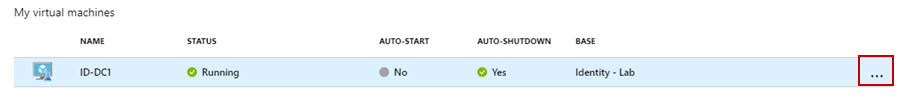 My virtual machines
NAME STATUS AUTO-START AUTO-SHUTDOWN BASE
ID-DC1 Running No Yes Identity - Lab ...